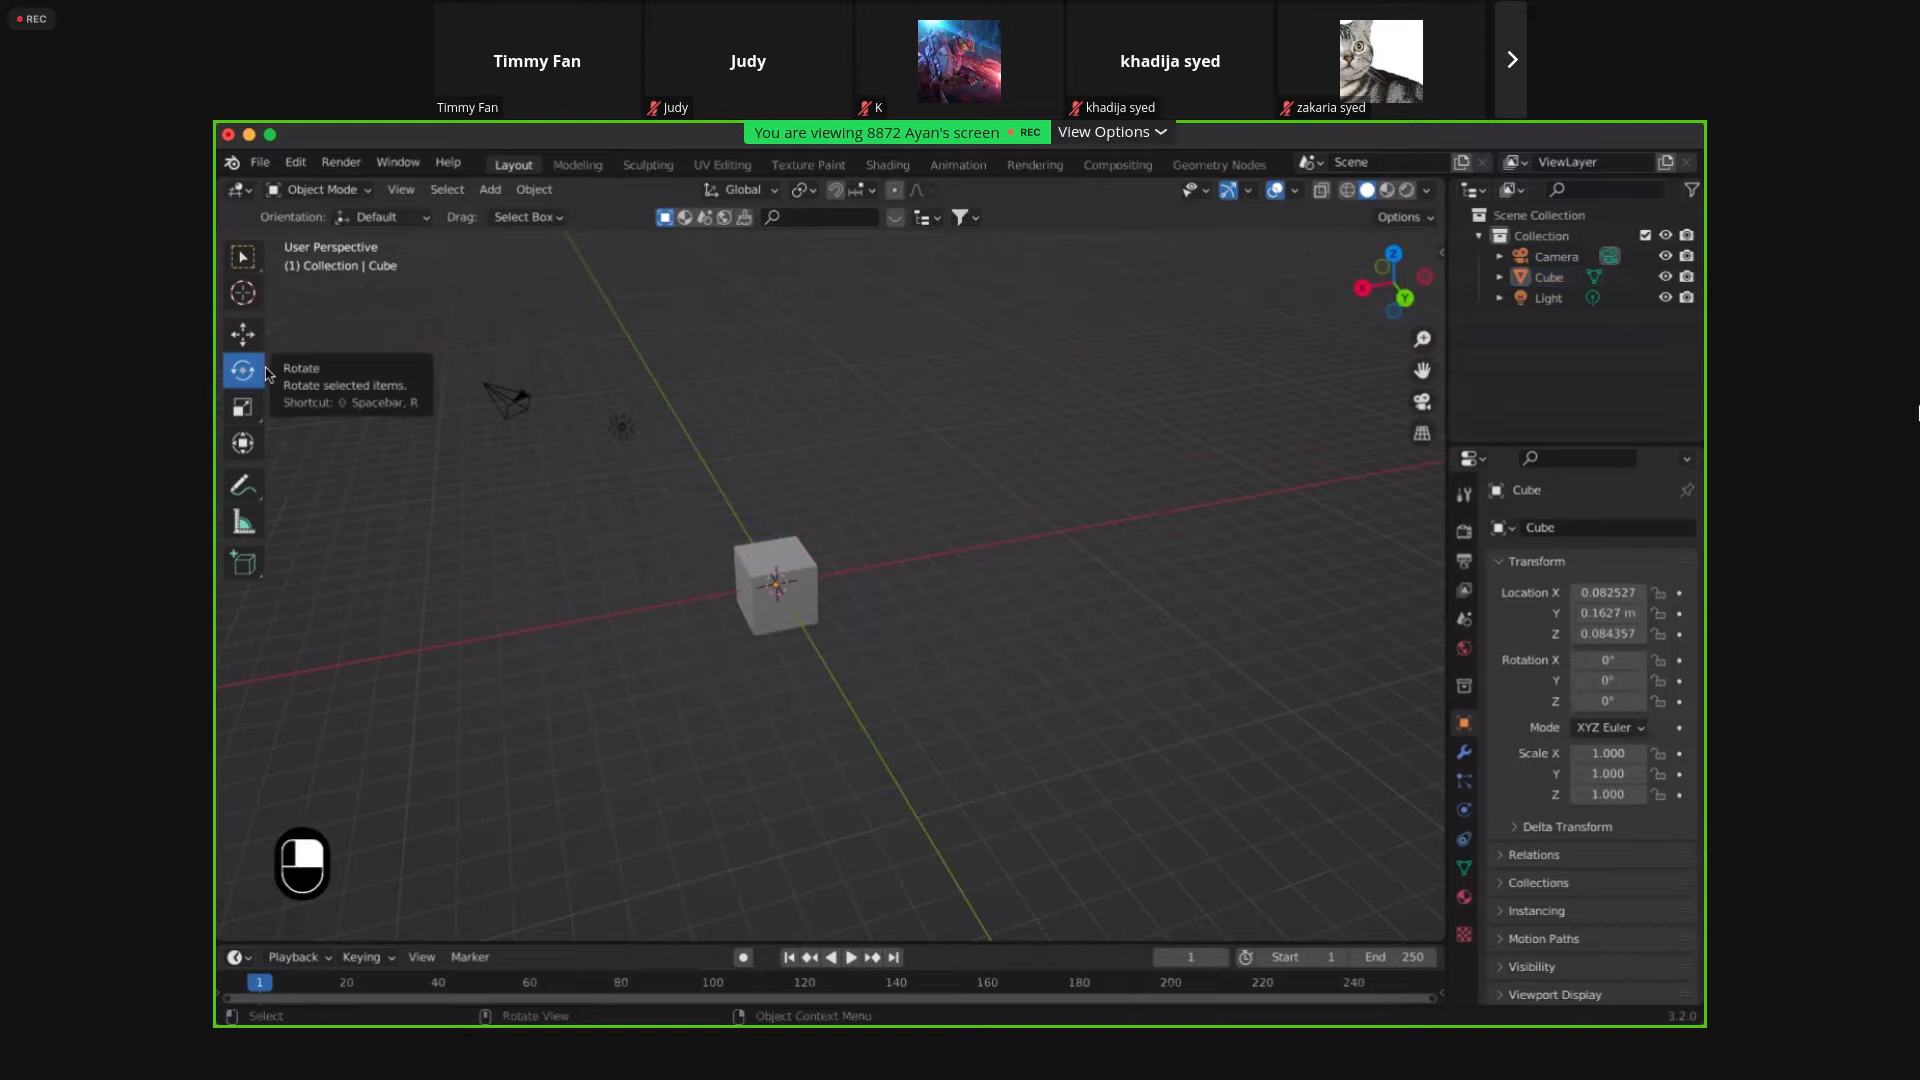 REC
Timmy Fan
Judy
khadija syed
Timmy Fan
Judy
K
khadija syed
zakaria syed
You are viewing 8872 Ayan's screen
REC
View Options
File Edit Render Window Help
Layout Modeling Sculpting UV Editing Texture Paint Shading Animation Rendering Compositing Geometry Nodes
Scene
ViewLayer
Object Mode View Select Add Object
Global
Orientation: Default Drag: Select Box
Options
User Perspective
(1) Collection | Cube
Z
X
Y
Scene Collection
Collection
Camera
Cube
Light
Rotate
Rotate selected items.
Shortcut: ⇧ Spacebar, R
Cube
Cube
Transform
Location X 0.082527
Y 0.1627 m
Z 0.084357
Rotation X 0°
Y 0°
Z 0°
Mode XYZ Euler
Scale X 1.000
Y 1.000
Z 1.000
Delta Transform
Relations
Collections
Instancing
Motion Paths
Visibility
Viewport Display
Playback Keying View Marker
1
Start 1 End 250
1 20 40 60 80 100 120 140 160 180 200 220 240
Select Rotate View Object Context Menu
3.2.0